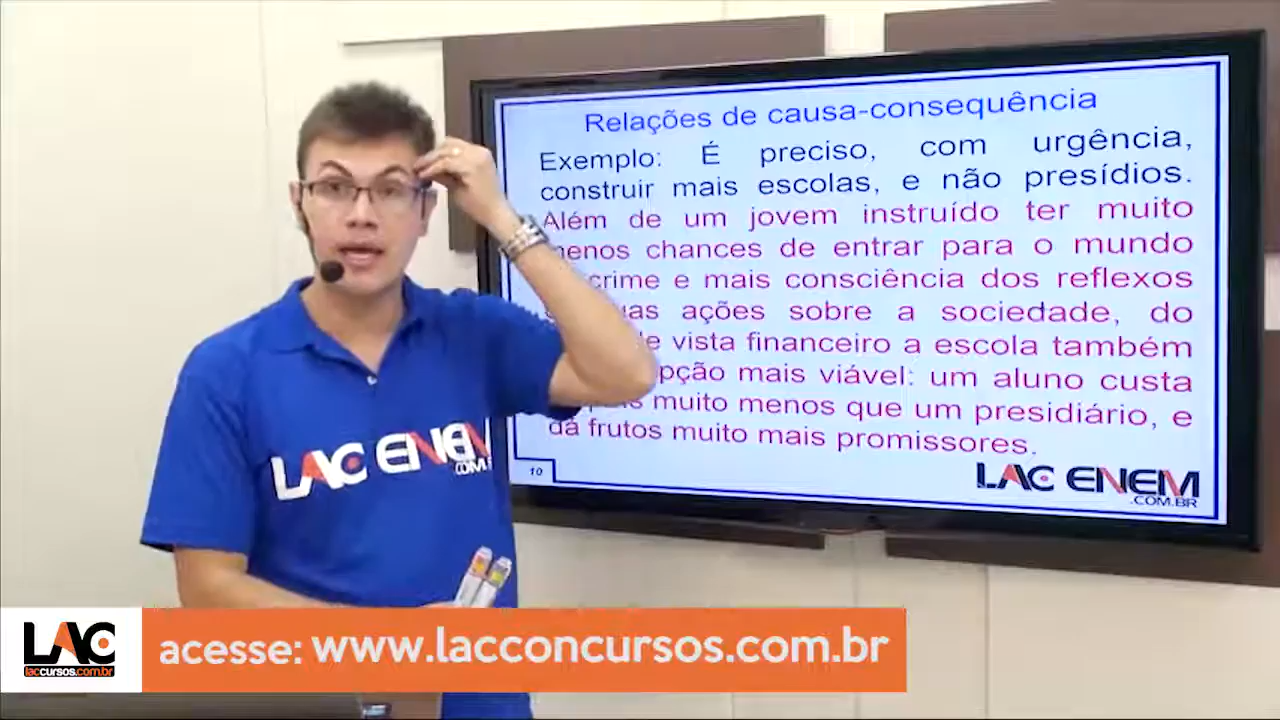 Relações de causa-consequência
Exemplo: É preciso, com urgência,
construir mais escolas, e não presídios.
Além de um jovem instruído ter muito
menos chances de entrar para o mundo
crime e mais consciência dos reflexos
ações sobre a sociedade, do
vista financeiro a escola também
mais viável: um aluno custa
muito menos que um presidiário, e
dá frutos muito mais promissores.
10
LAC ENEM
.COM.BR
LAC ENEM
.COM
LAC
laccursos.com.br
acesse: www.lacconcursos.com.br